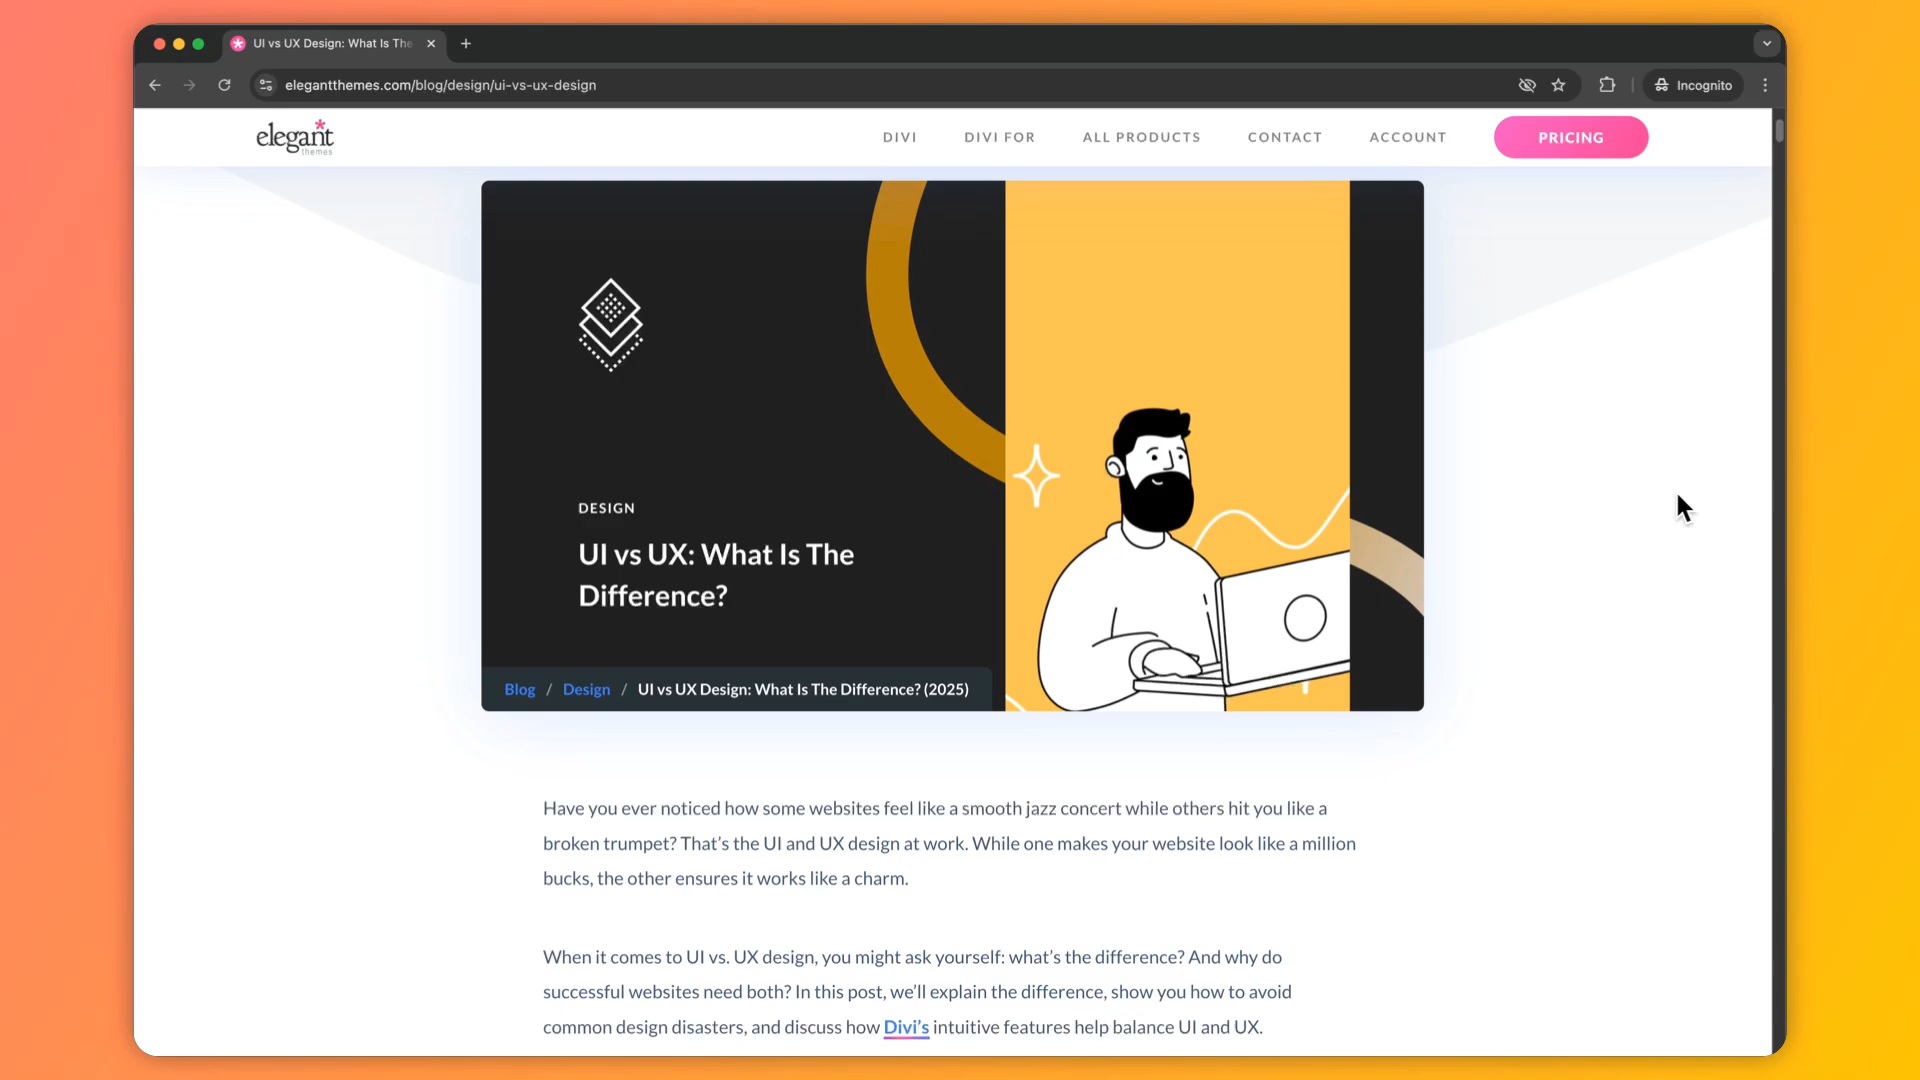 UI vs UX Design: What Is The
elegantthemes.com/blog/design/ui-vs-ux-design
Incognito
elegant
themes
DIVI
DIVI FOR
ALL PRODUCTS
CONTACT
ACCOUNT
PRICING
DESIGN
UI vs UX: What Is The
Difference?
Blog / Design / UI vs UX Design: What Is The Difference? (2025)
Have you ever noticed how some websites feel like a smooth jazz concert while others hit you like a
broken trumpet? That’s the UI and UX design at work. While one makes your website look like a million
bucks, the other ensures it works like a charm.
When it comes to UI vs. UX design, you might ask yourself: what’s the difference? And why do
successful websites need both? In this post, we’ll explain the difference, show you how to avoid
common design disasters, and discuss how Divi’s intuitive features help balance UI and UX.